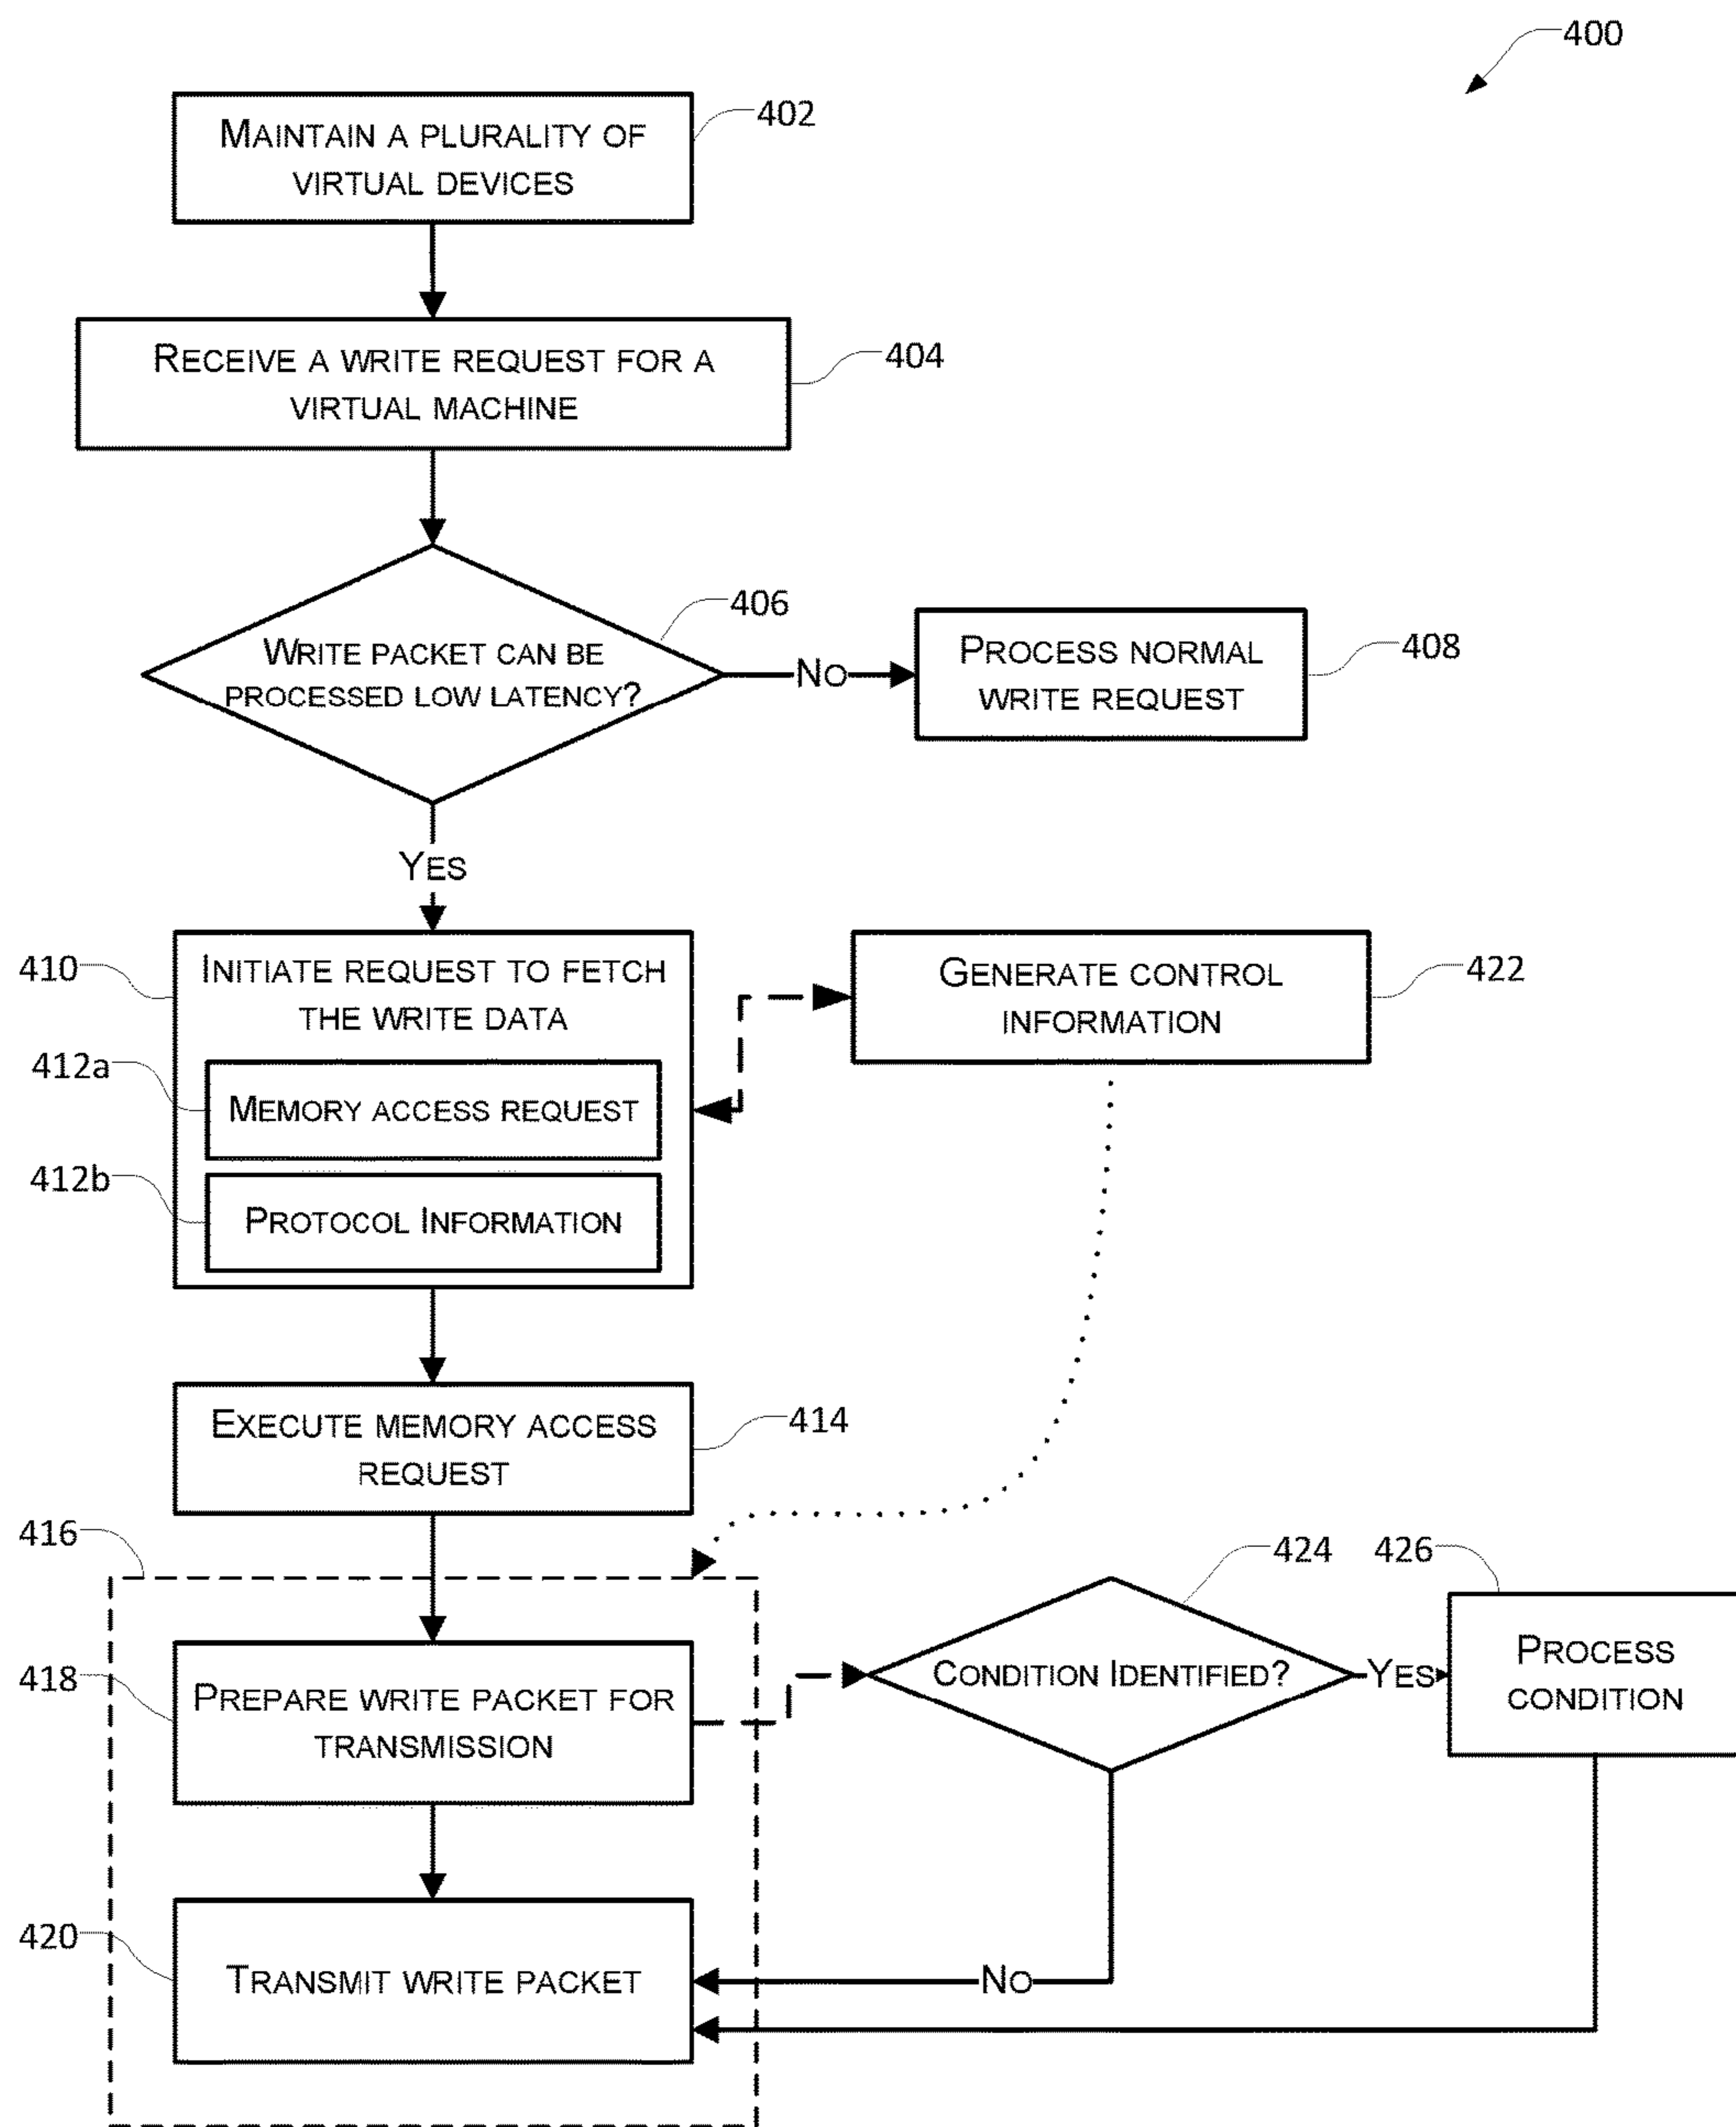 400
402
MAINTAIN A PLURALITY OF
VIRTUAL DEVICES
404
RECEIVE A WRITE REQUEST FOR A
VIRTUAL MACHINE
406
WRITE PACKET CAN BE
PROCESSED LOW LATENCY?
NO
PROCESS NORMAL
WRITE REQUEST
408
YES
410
INITIATE REQUEST TO FETCH
THE WRITE DATA
412a
MEMORY ACCESS REQUEST
412b
PROTOCOL INFORMATION
GENERATE CONTROL
INFORMATION
422
EXECUTE MEMORY ACCESS
REQUEST
414
416
418
PREPARE WRITE PACKET FOR
TRANSMISSION
424
CONDITION IDENTIFIED?
YES
426
PROCESS
CONDITION
420
TRANSMIT WRITE PACKET
NO